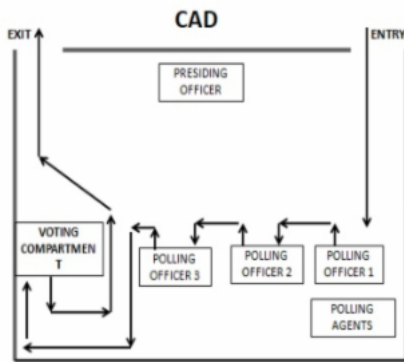 CAD
EXIT
ENTRY
PRESIDING
OFFICER
VOTING
COMPARTMEN
T
POLLING
OFFICER 3
POLLING
OFFICER 2
POLLING
OFFICER 1
POLLING
AGENTS